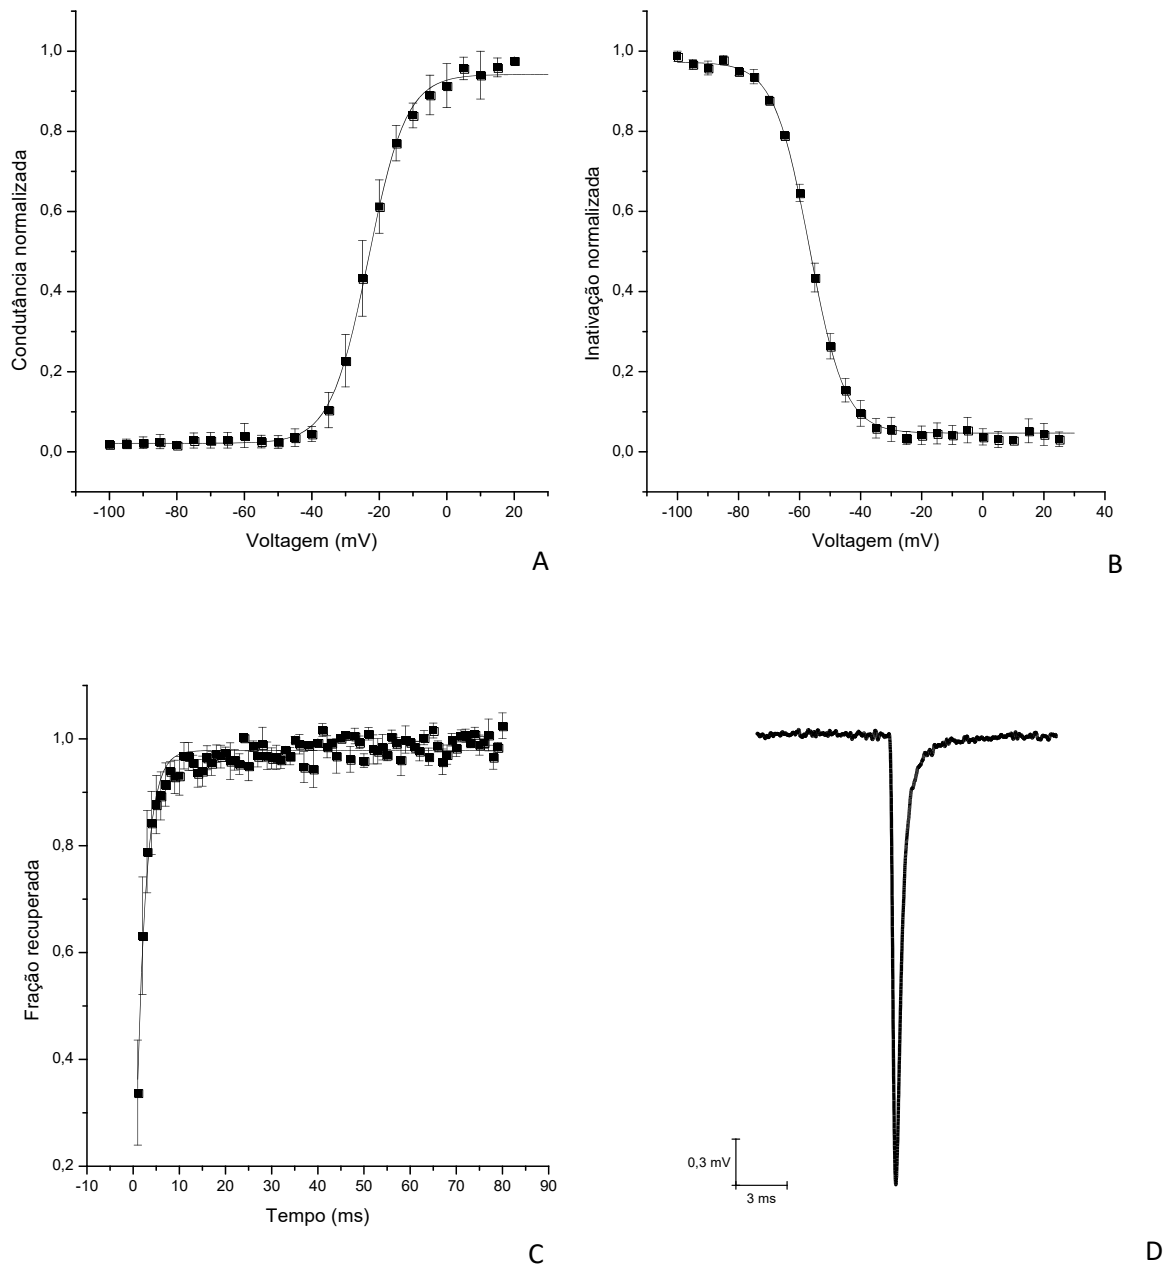 1,0
0,8
0,6
0,4
0,2
0,0
Condutância normalizada
-100 -80 -60 -40 -20 0 20
Voltagem (mV)
A
1,0
0,8
0,6
0,4
0,2
0,0
Inativação normalizada
-100 -80 -60 -40 -20 0 20 40
Voltagem (mV)
B
1,0
0,8
0,6
0,4
0,2
Fração recuperada
-10 0 10 20 30 40 50 60 70 80 90
Tempo (ms)
C
0,3 mV
3 ms
D